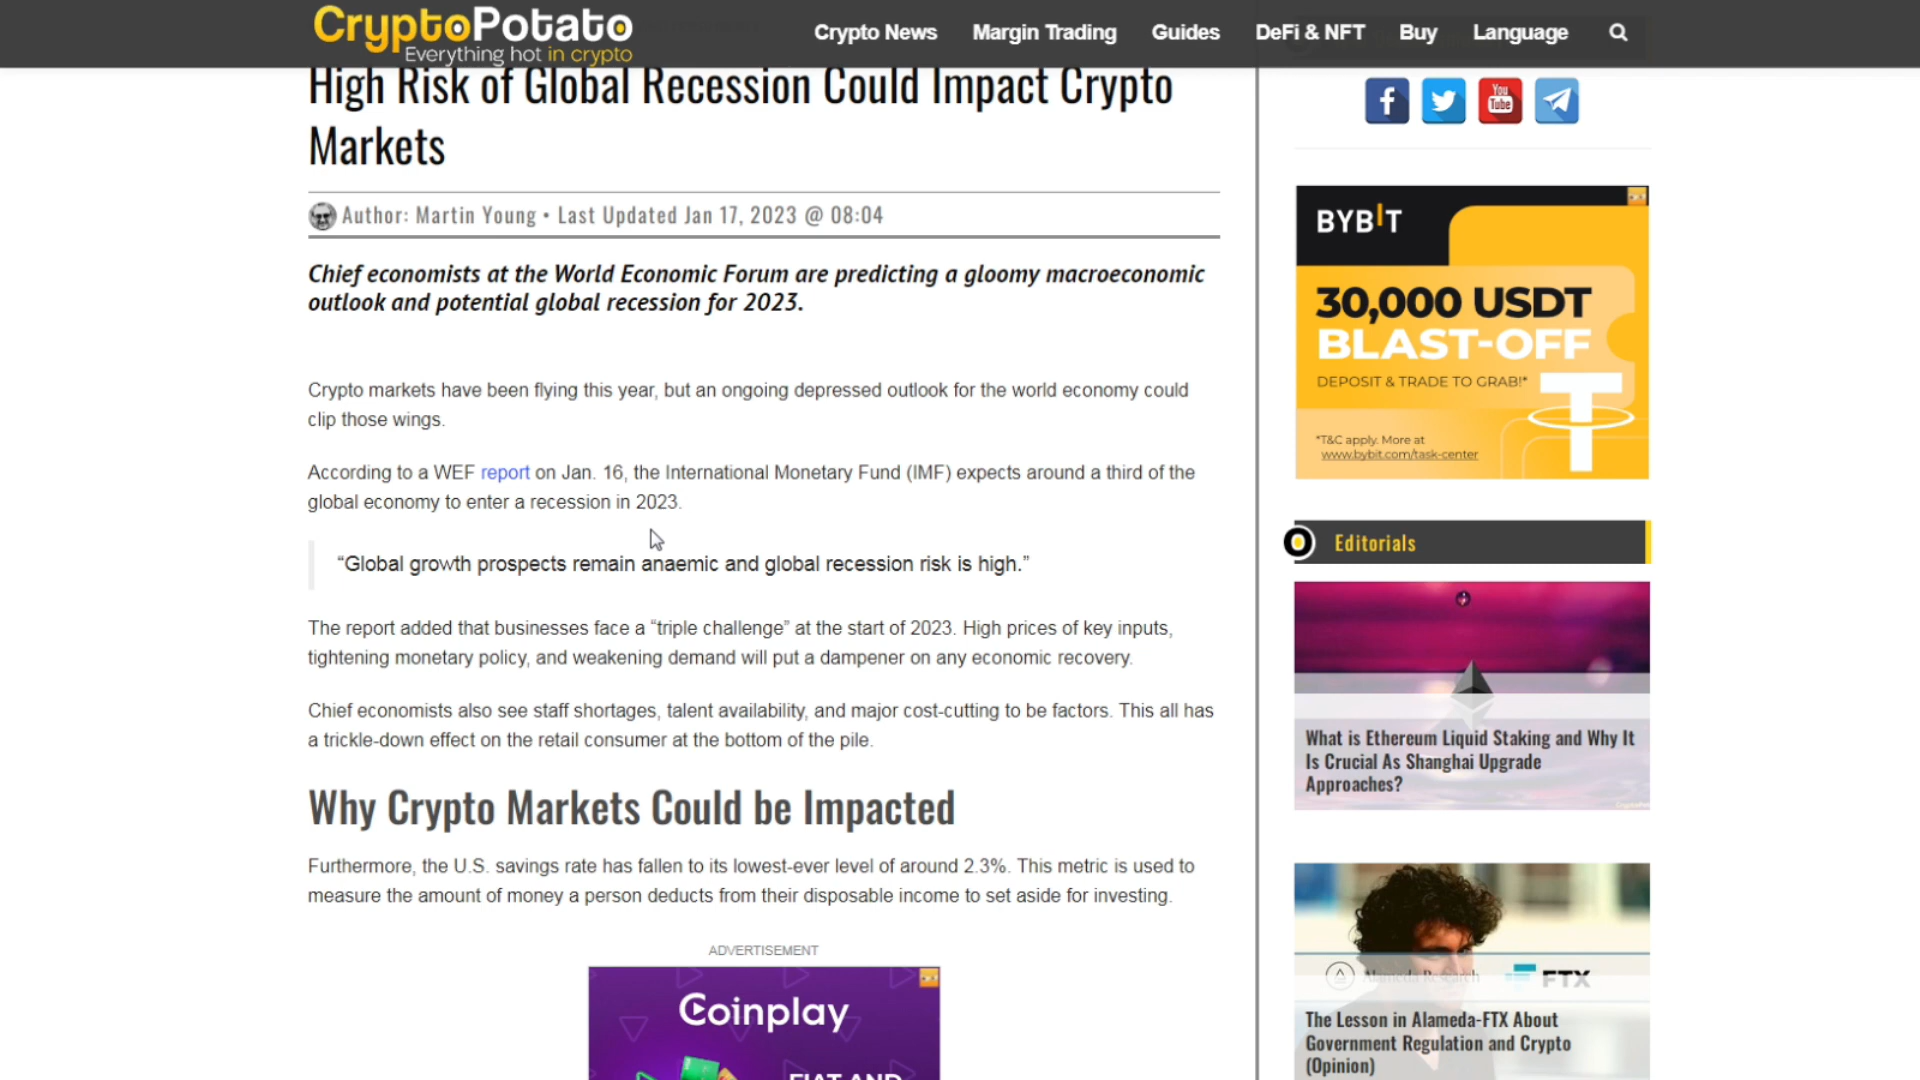 CryptoPotato
Everything hot in crypto
Crypto News
Margin Trading
Guides
DeFi & NFT
Buy
Language
High Risk of Global Recession Could Impact Crypto
Markets
Author: Martin Young • Last Updated Jan 17, 2023 @ 08:04
Chief economists at the World Economic Forum are predicting a gloomy macroeconomic
outlook and potential global recession for 2023.
Crypto markets have been flying this year, but an ongoing depressed outlook for the world economy could
clip those wings.
According to a WEF report on Jan. 16, the International Monetary Fund (IMF) expects around a third of the
global economy to enter a recession in 2023.
“Global growth prospects remain anaemic and global recession risk is high.”
The report added that businesses face a “triple challenge” at the start of 2023. High prices of key inputs,
tightening monetary policy, and weakening demand will put a dampener on any economic recovery.
Chief economists also see staff shortages, talent availability, and major cost-cutting to be factors. This all has
a trickle-down effect on the retail consumer at the bottom of the pile.
Why Crypto Markets Could be Impacted
Furthermore, the U.S. savings rate has fallen to its lowest-ever level of around 2.3%. This metric is used to
measure the amount of money a person deducts from their disposable income to set aside for investing.
ADVERTISEMENT
Coinplay
FIAT AND
You
Tube
BYBIT
30,000 USDT
BLAST-OFF
DEPOSIT & TRADE TO GRAB!*
*T&C apply. More at
www.bybit.com/task-center
Editorials
What is Ethereum Liquid Staking and Why It
Is Crucial As Shanghai Upgrade
Approaches?
Alameda Research
FTX
The Lesson in Alameda-FTX About
Government Regulation and Crypto
(Opinion)